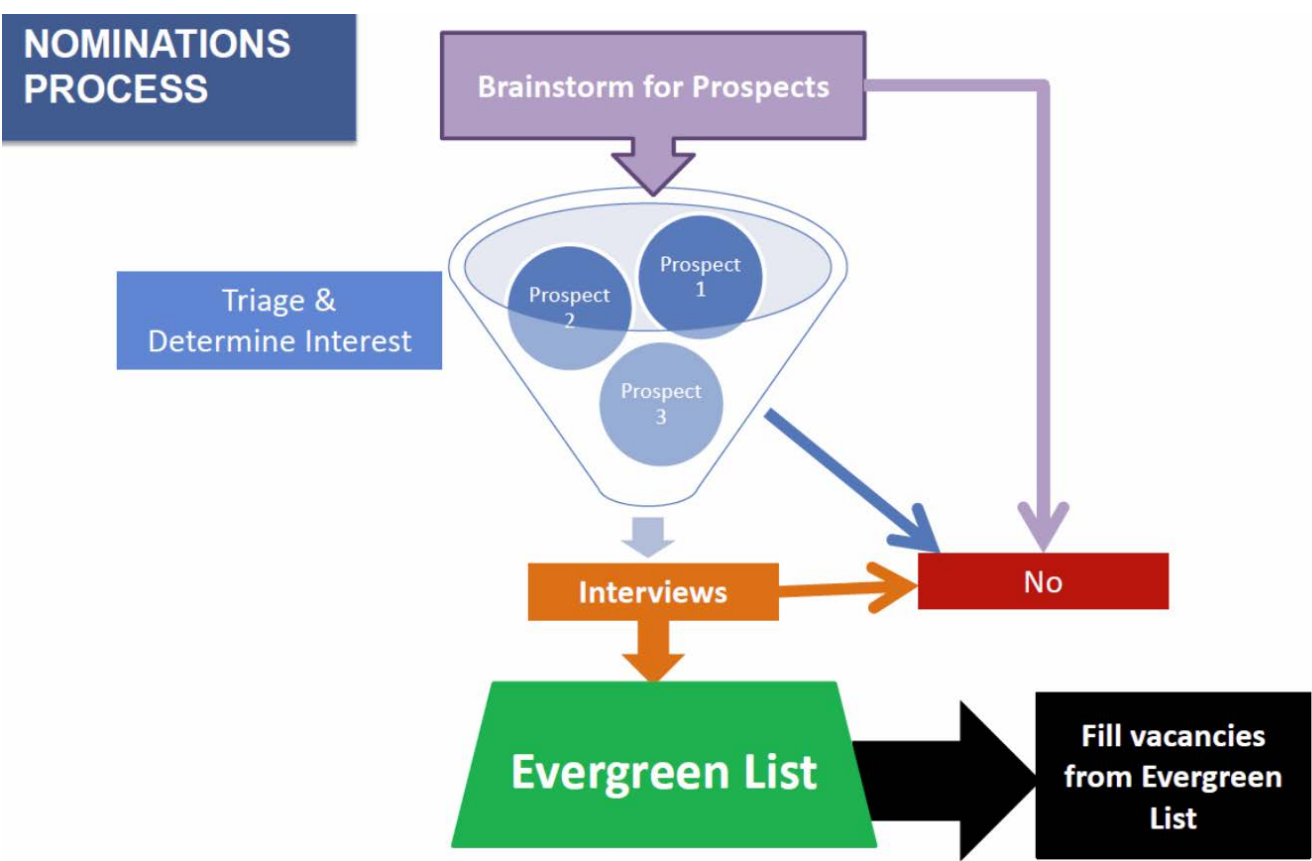 NOMINATIONS
PROCESS
Brainstorm for Prospects
Prospect
1
Prospect
2
Triage &
Determine Interest
Prospect
3
Interviews
No
Evergreen List
Fill vacancies
from Evergreen
List